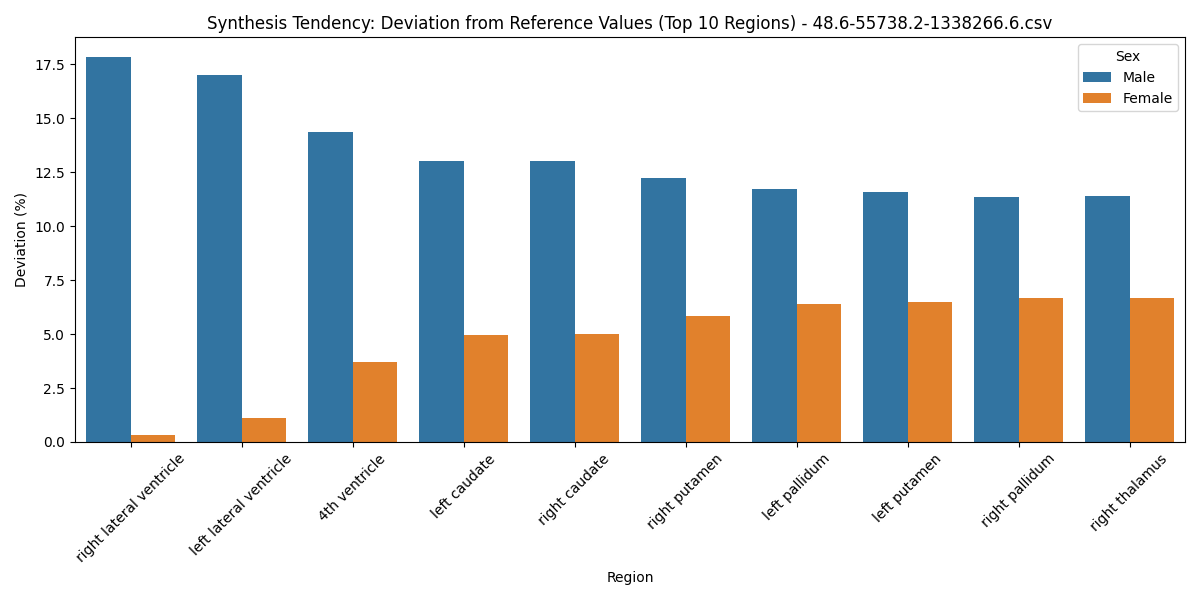 Synthesis Tendency: Deviation from Reference Values (Top 10 Regions) - 48.6-55738.2-1338266.6.csv
Sex
Male
Female
Deviation (%)
17.5
15.0
12.5
10.0
7.5
5.0
2.5
0.0
right lateral ventricle
left lateral ventricle
4th ventricle
left caudate
right caudate
right putamen
left pallidum
left putamen
right pallidum
right thalamus
Region